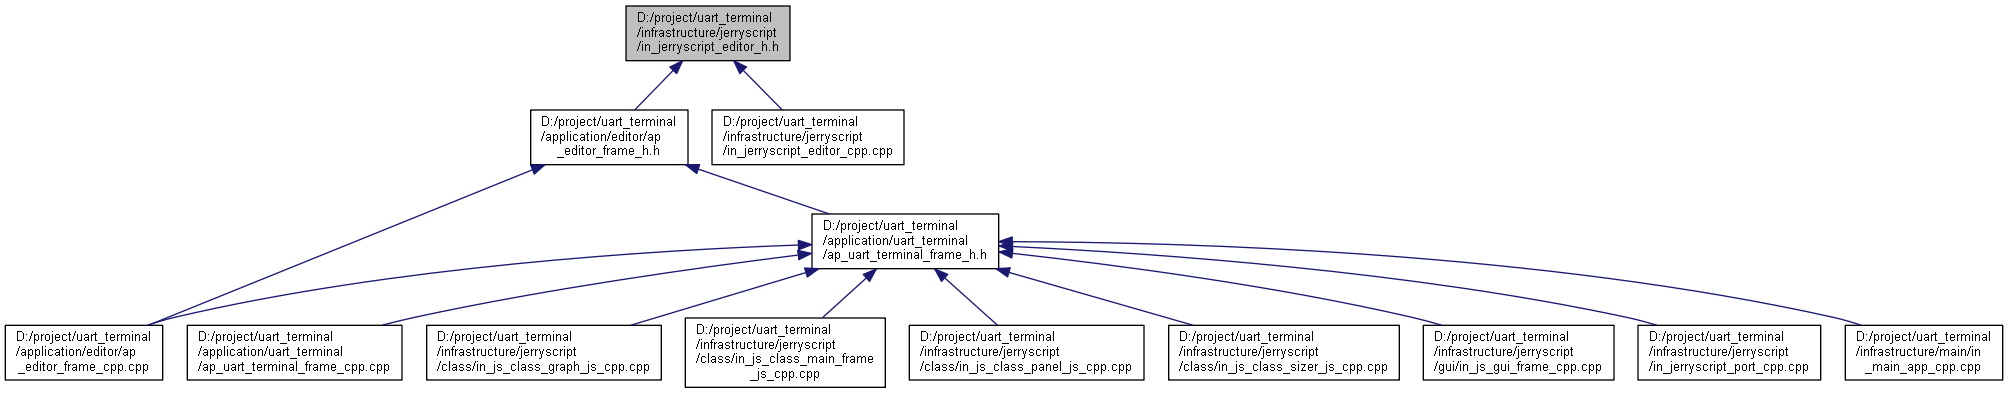 D:/project/uart_terminal
/infrastructure/jerryscript
/in_jerryscript_editor_h.h
D:/project/uart_terminal
/application/editor/ap
_editor_frame_h.h
D:/project/uart_terminal
/infrastructure/jerryscript
/in_jerryscript_editor_cpp.cpp
D:/project/uart_terminal
/application/uart_terminal
/ap_uart_terminal_frame_h.h
D:/project/uart_terminal
/application/editor/ap
_editor_frame_cpp.cpp
D:/project/uart_terminal
/application/uart_terminal
/ap_uart_terminal_frame_cpp.cpp
D:/project/uart_terminal
/infrastructure/jerryscript
/class/in_js_class_graph_js_cpp.cpp
D:/project/uart_terminal
/infrastructure/jerryscript
/class/in_js_class_main_frame
_js_cpp.cpp
D:/project/uart_terminal
/infrastructure/jerryscript
/class/in_js_class_panel_js_cpp.cpp
D:/project/uart_terminal
/infrastructure/jerryscript
/class/in_js_class_sizer_js_cpp.cpp
D:/project/uart_terminal
/infrastructure/jerryscript
/gui/in_js_gui_frame_cpp.cpp
D:/project/uart_terminal
/infrastructure/jerryscript
/in_jerryscript_port_cpp.cpp
D:/project/uart_terminal
/infrastructure/main/in
_main_app_cpp.cpp